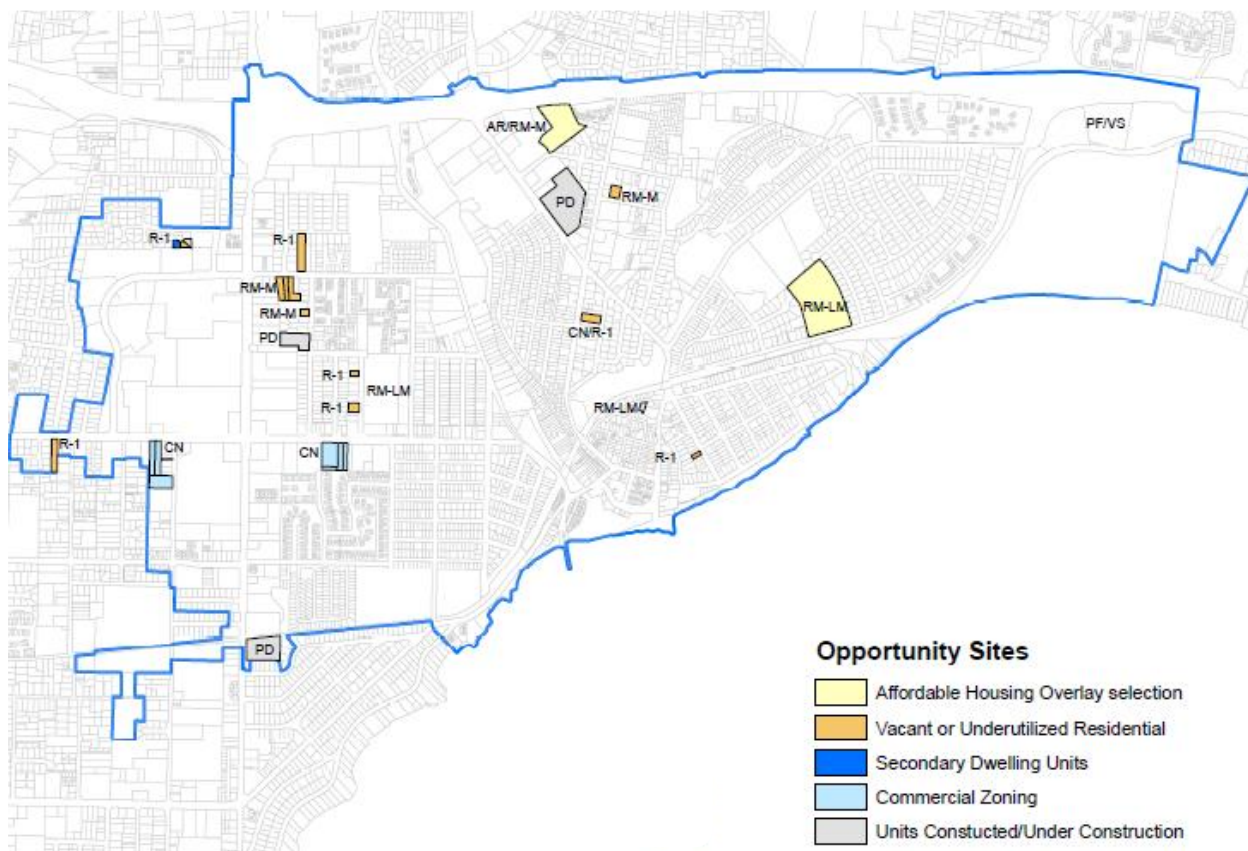 AR/RM-M
PF/VS
PD
RM-M
R-1
R-1
RM-M
RM-LM
RM-M
CN/R-1
PD
R-1
RM-LM
R-1
RM-LM/
R-1
CN
CN
R-1
PD
Opportunity Sites
Affordable Housing Overlay selection
Vacant or Underutilized Residential
Secondary Dwelling Units
Commercial Zoning
Units Constucted/Under Construction